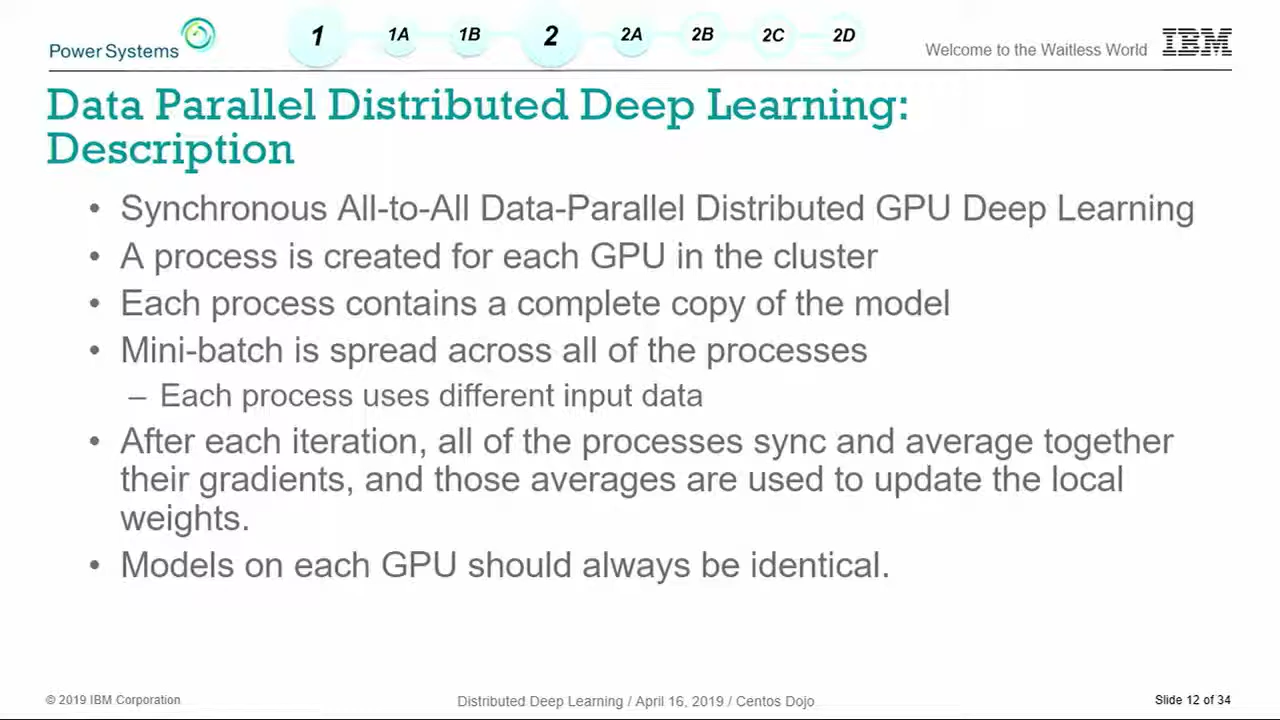 Power Systems
1 1A 1B 2 2A 2B 2C 2D
Welcome to the Waitless World IBM
Data Parallel Distributed Deep Learning:
Description
• Synchronous All-to-All Data-Parallel Distributed GPU Deep Learning
• A process is created for each GPU in the cluster
• Each process contains a complete copy of the model
• Mini-batch is spread across all of the processes
– Each process uses different input data
• After each iteration, all of the processes sync and average together
their gradients, and those averages are used to update the local
weights.
• Models on each GPU should always be identical.
© 2019 IBM Corporation
Distributed Deep Learning / April 16, 2019 / Centos Dojo
Slide 12 of 34